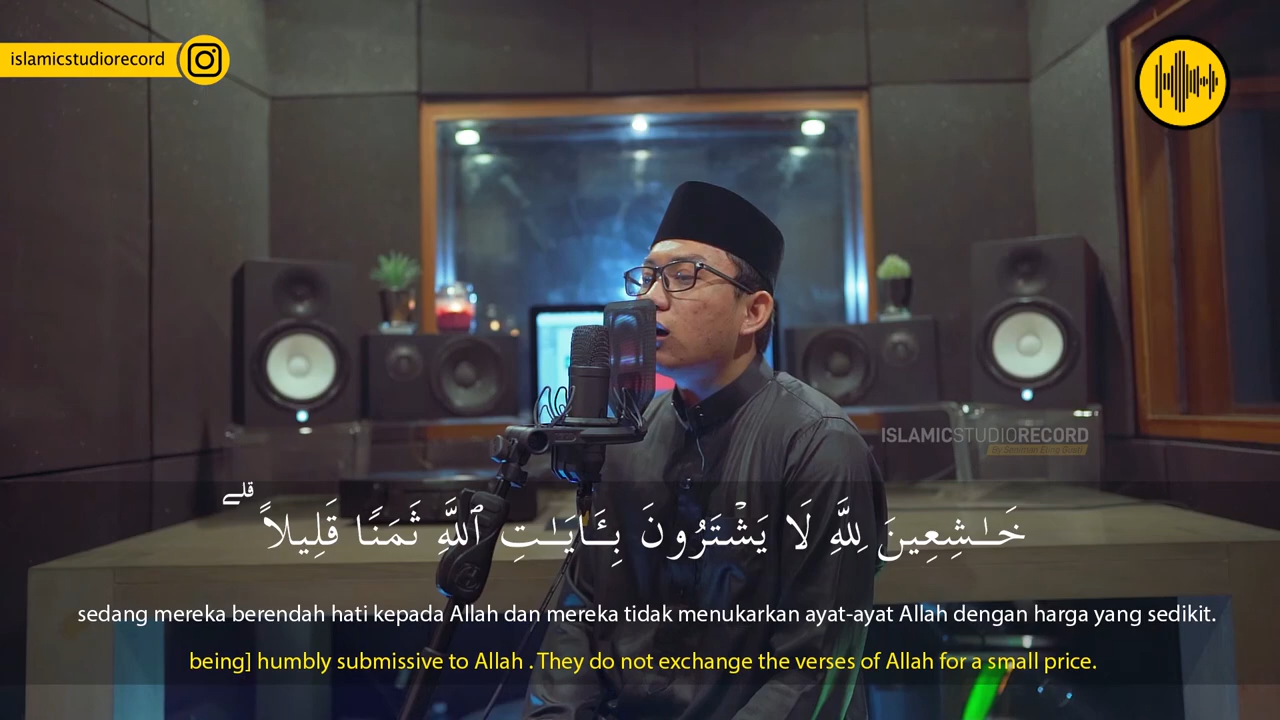 islamicstudiorecord
ISLAMICSTUDIORECORD
خَـٰشِعِينَ لِلَّهِ لَا يَشْتَرُونَ بِـَٔايَـٰتِ ٱللَّهِ ثَمَنًا قَلِيلاً ۗ
sedang mereka berendah hati kepada Allah dan mereka tidak menukarkan ayat-ayat Allah dengan harga yang sedikit.
being] humbly submissive to Allah . They do not exchange the verses of Allah for a small price.